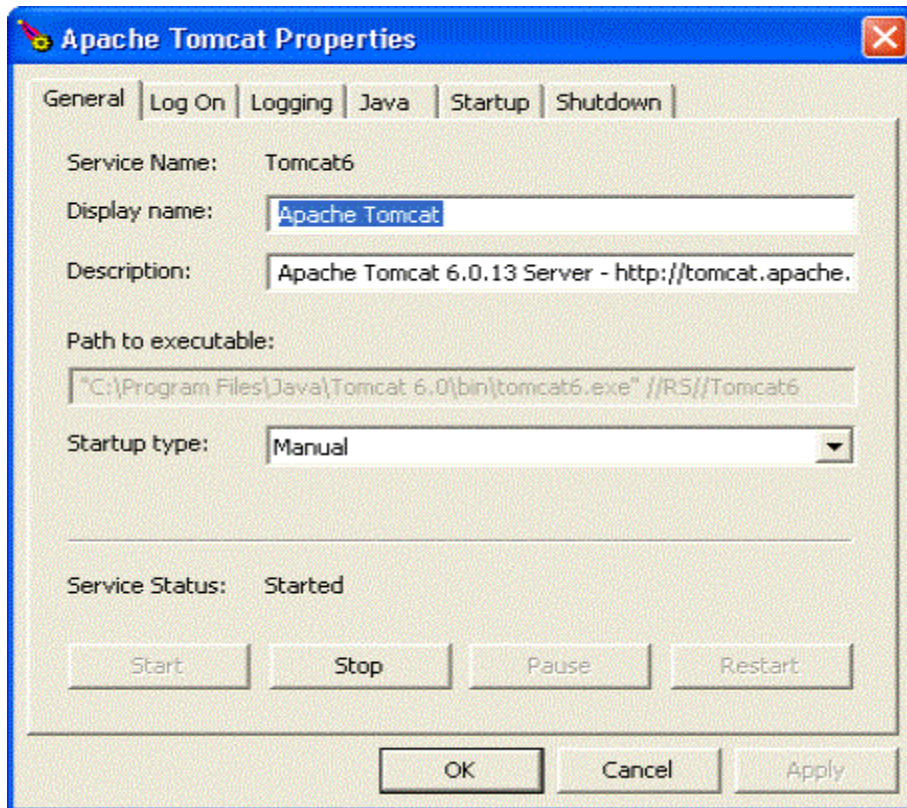 Apache Tomcat Properties
General Log On Logging Java Startup Shutdown
Service Name: Tomcat6
Display name: Apache Tomcat
Description: Apache Tomcat 6.0.13 Server - http://tomcat.apache.
Path to executable:
"C:\Program Files\Java\Tomcat 6.0\bin\tomcat6.exe" //RS//Tomcat6
Startup type: Manual
Service Status: Started
Start Stop Pause Restart
OK Cancel Apply